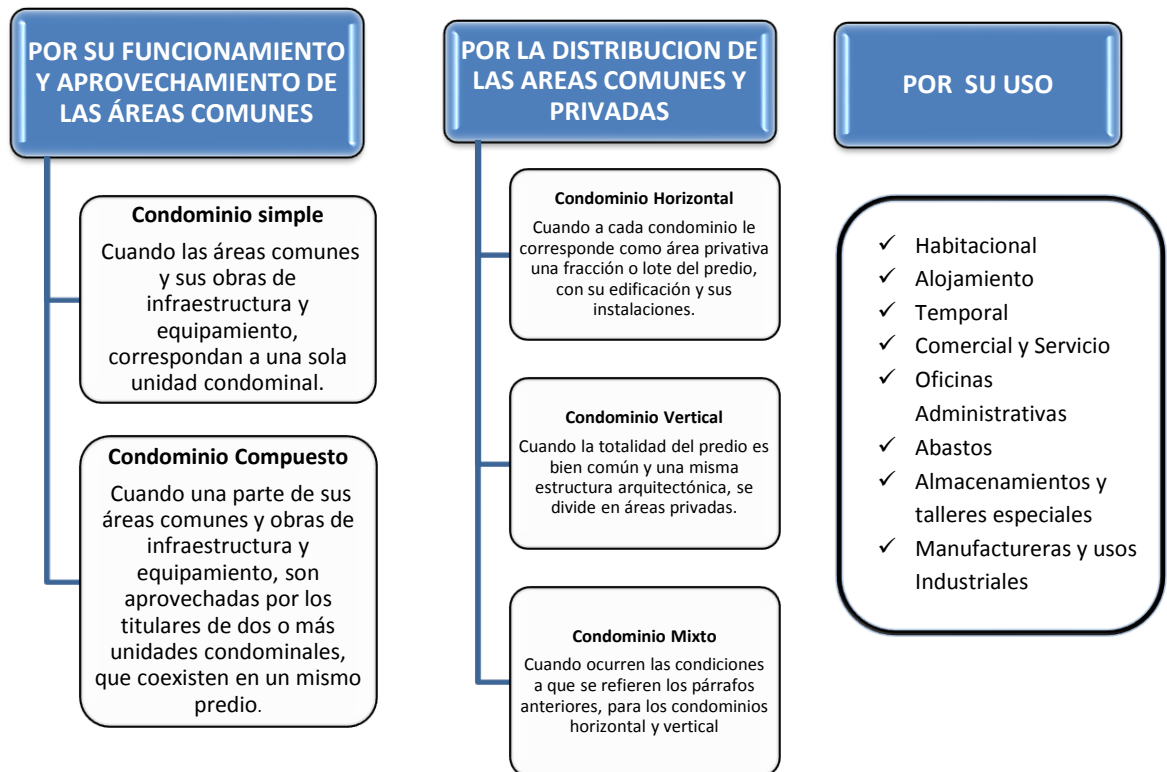 POR SU FUNCIONAMIENTO
Y APROVECHAMIENTO DE
LAS ÁREAS COMUNES
Condominio simple
Cuando las áreas comunes
y sus obras de
infraestructura y
equipamiento,
correspondan a una sola
unidad condominal.
Condominio Compuesto
Cuando una parte de sus
áreas comunes y obras de
infraestructura y
equipamiento, son
aprovechadas por los
titulares de dos o más
unidades condominales,
que coexisten en un mismo
predio.
POR LA DISTRIBUCION DE
LAS AREAS COMUNES Y
PRIVADAS
Condominio Horizontal
Cuando a cada condominio le
corresponde como área privativa
una fracción o lote del predio,
con su edificación y sus
instalaciones.
Condominio Vertical
Cuando la totalidad del predio es
bien común y una misma
estructura arquitectónica, se
divide en áreas privadas.
Condominio Mixto
Cuando ocurren las condiciones
a que se refieren los párrafos
anteriores, para los condominios
horizontal y vertical
POR SU USO
✓ Habitacional
✓ Alojamiento
✓ Temporal
✓ Comercial y Servicio
✓ Oficinas
Administrativas
✓ Abastos
✓ Almacenamientos y
talleres especiales
✓ Manufactureras y usos
Industriales